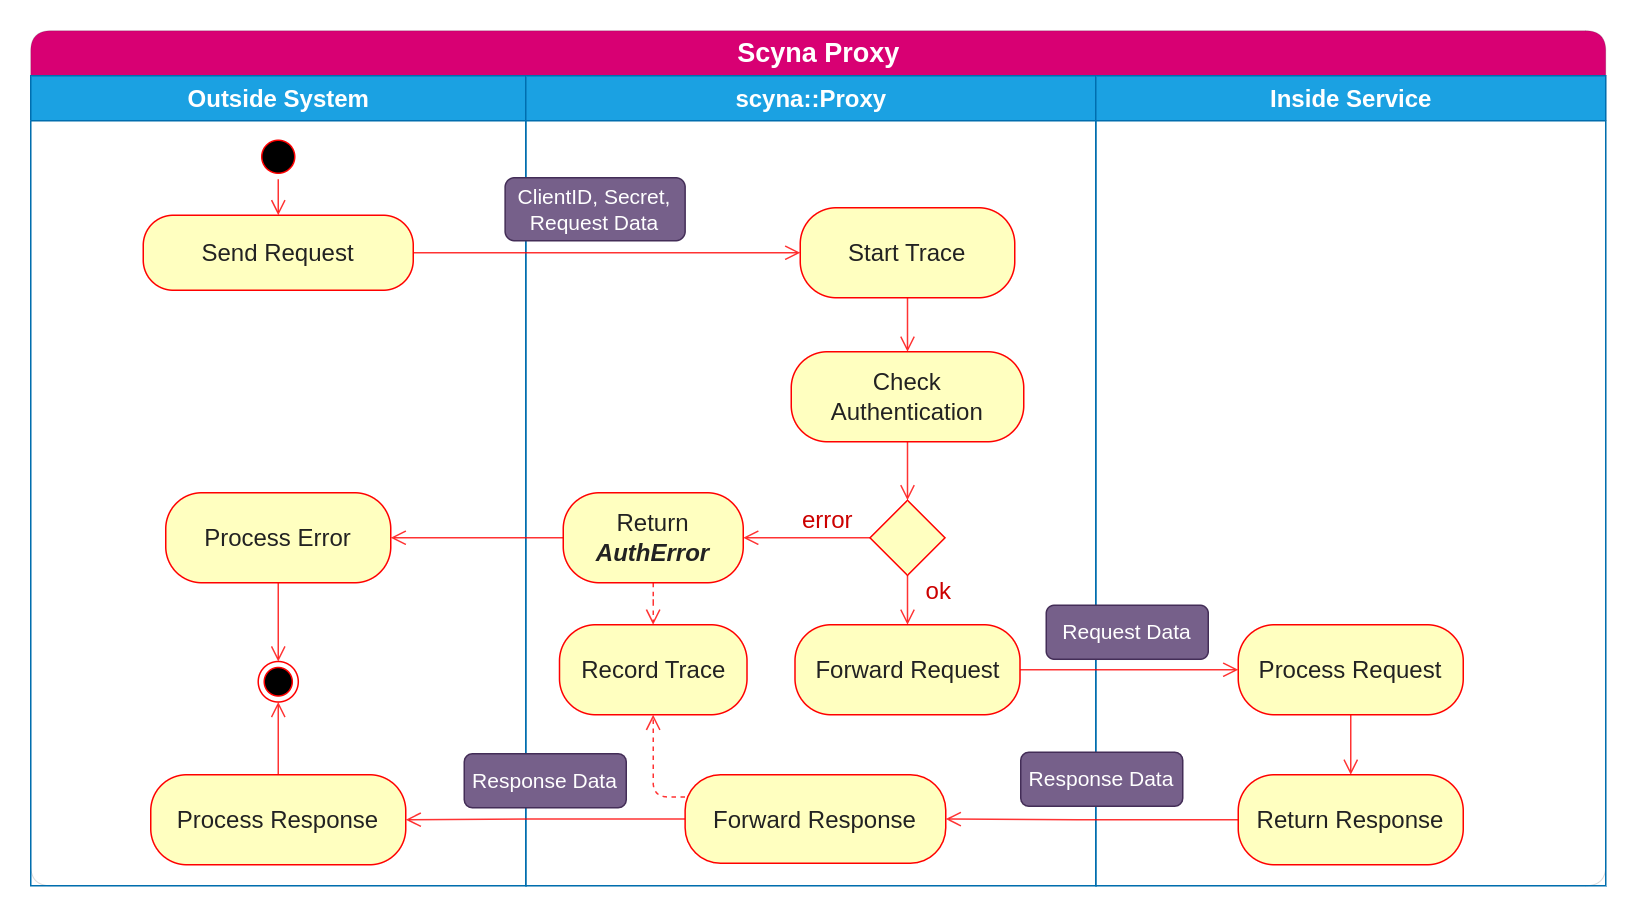 Scyna Proxy
Outside System
scyna::Proxy
Inside Service
ClientID, Secret,
Request Data
Send Request
Start Trace
Check
Authentication
error
Process Error
Return
AuthError
ok
Request Data
Record Trace
Forward Request
Process Request
Response Data
Response Data
Process Response
Forward Response
Return Response